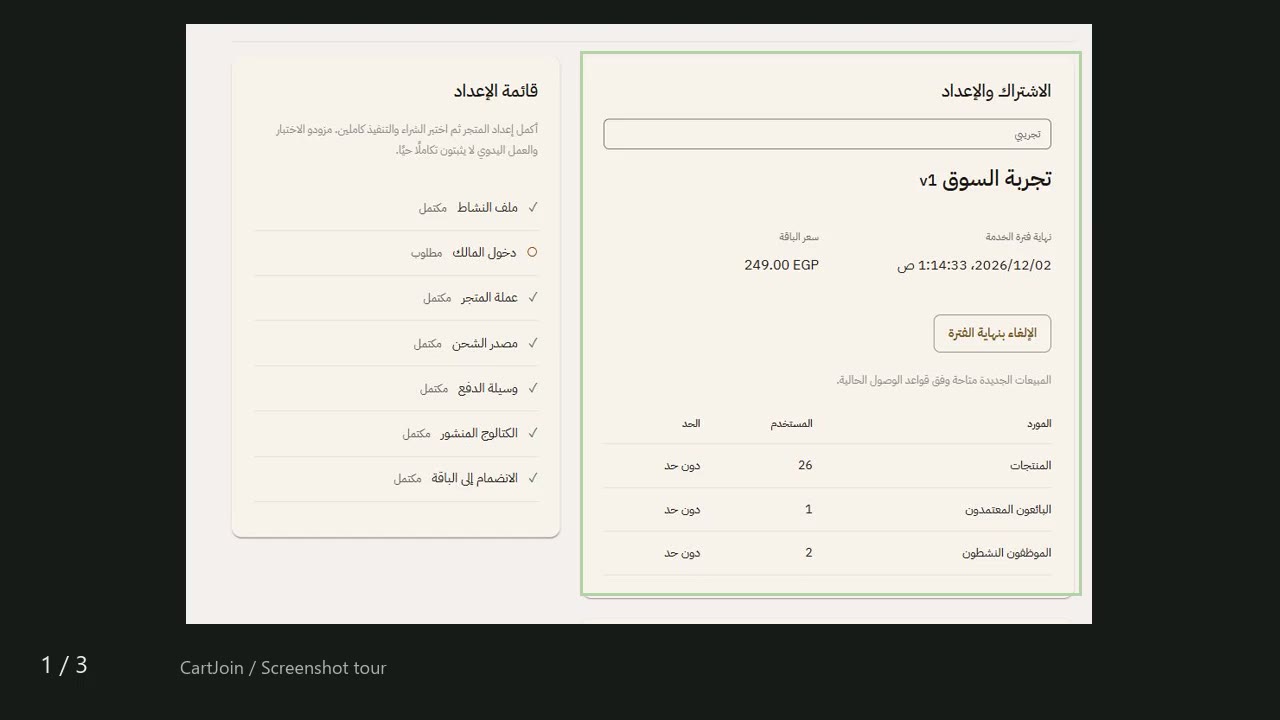 الاشتراك والإعداد
تجريبي
تجربة السوق v1
نهاية فترة الخدمة
2026/12/02، 1:14:33 ص
سعر الباقة
249.00 EGP
الإلغاء بنهاية الفترة
المبيعات الجديدة متاحة وفق قواعد الوصول الحالية.
المورد المستخدم الحد
المنتجات 26 دون حد
البائعون المعتمدون 1 دون حد
الموظفون النشطون 2 دون حد
قائمة الإعداد
أكمل إعداد المتجر ثم اختبر الشراء والتنفيذ كاملين. مزودو الاختبار
والعمل اليدوي لا يثبتون تكاملًا حيًا.
✓ ملف النشاط مكتمل
○ دخول المالك مطلوب
✓ عملة المتجر مكتمل
✓ مصدر الشحن مكتمل
✓ وسيلة الدفع مكتمل
✓ الكتالوج المنشور مكتمل
✓ الانضمام إلى الباقة مكتمل
1 / 3
CartJoin / Screenshot tour